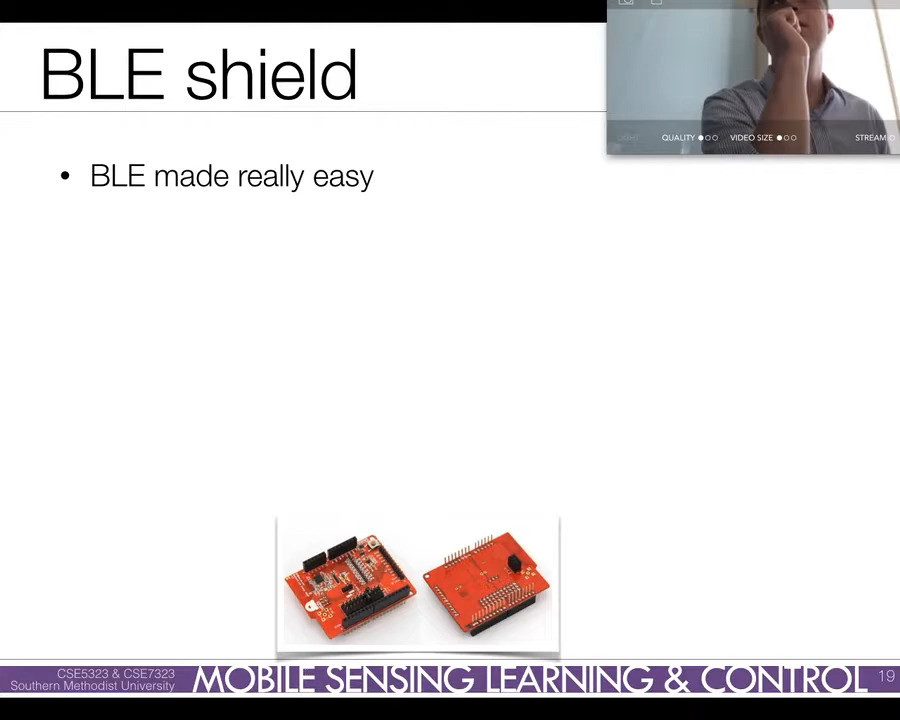 BLE shield
LIGHT QUALITY VIDEO SIZE STREAM
• BLE made really easy
CSE5323 & CSE7323
Southern Methodist University
MOBILE SENSING LEARNING & CONTROL
19